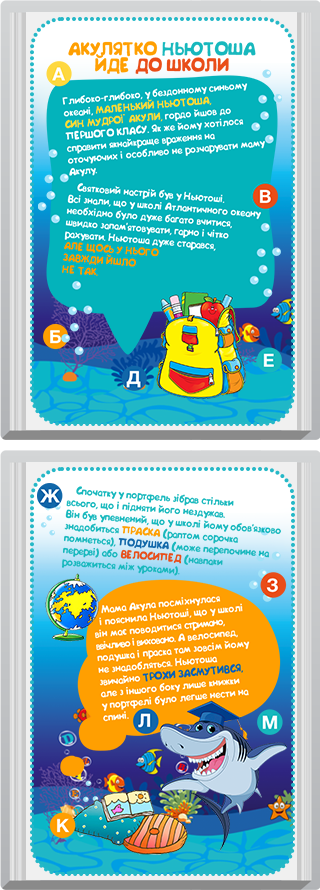 АКУЛЯТКО НЬЮТОША
ЙДЕ ДО ШКОЛИ
А
Глибоко-глибоко, у бездонному синьому
океані, МАЛЕНЬКИЙ НЬЮТОША,
СИН МУДРОЇ АКУЛИ, гордо йшов до
ПЕРШОГО КЛАСУ. Як же йому хотілося
справити якнайкраще враження на
оточуючих і особливо не розчарувати маму
Акулу.
Святковий настрій був у Ньютоші.
Всі знали, що у школі Атлантичного океану
необхідно було дуже багато вчитися,
швидко запам'ятовувати, гарно і чітко
рахувати. Ньютоша дуже старався,
АЛЕ ЩОСЬ У НЬОГО
ЗАВЖДИ ЙШЛО
НЕ ТАК.
В
Б
Е
Д
Ж
Спочатку у портфель зібрав стільки
всього, що і підняти його нездужав.
Він був упевнений, що у школі йому обов'язково
знадобиться ПРАСКА (раптом сорочка
помнеться), ПОДУШКА (може перепочине на
перерві) або ВЕЛОСИПЕД (навпаки
розважиться між уроками).
З
Мама Акула посміхнулася
і пояснила Ньютоші, що у школі
він має поводитися стримано,
ввічливо і виховано. А велосипед,
подушка і праска там зовсім йому
не знадобляться. Ньютоша
звичайно ТРОХИ ЗАСМУТИВСЯ,
але з іншого боку лише книжки
у портфелі було легше нести на
спині.
Л
М
К